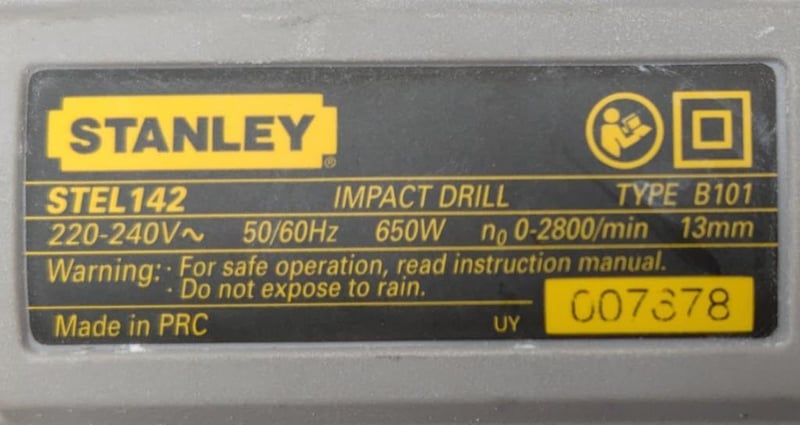 STANLEY®
STEL142 IMPACT DRILL TYPE B101
220-240V~ 50/60Hz 650W n0 0-2800/min 13mm
Warning: · For safe operation, read instruction manual.
· Do not expose to rain.
Made in PRC UY 007678